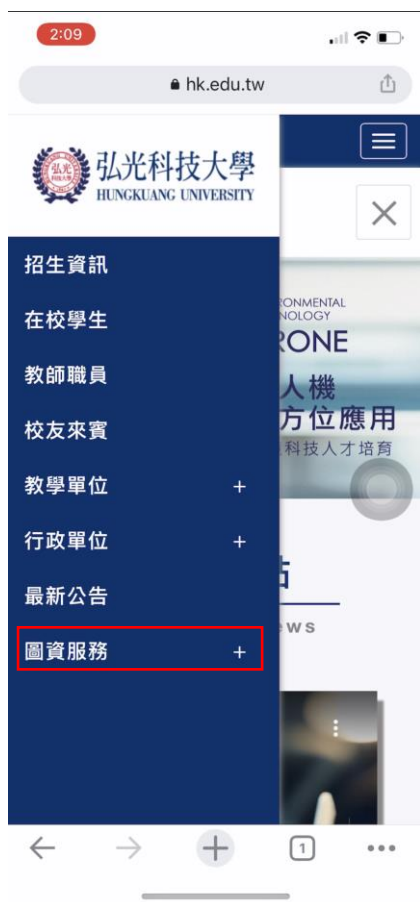 2:09
hk.edu.tw
弘光科技大學
HUNGKUANG UNIVERSITY
招生資訊
在校學生
教師職員
校友來賓
教學單位 +
行政單位 +
最新公告
圖資服務 +
ONMENTAL
NOLOGY
RONE
人機
方位應用
科技人才培育
ews
1